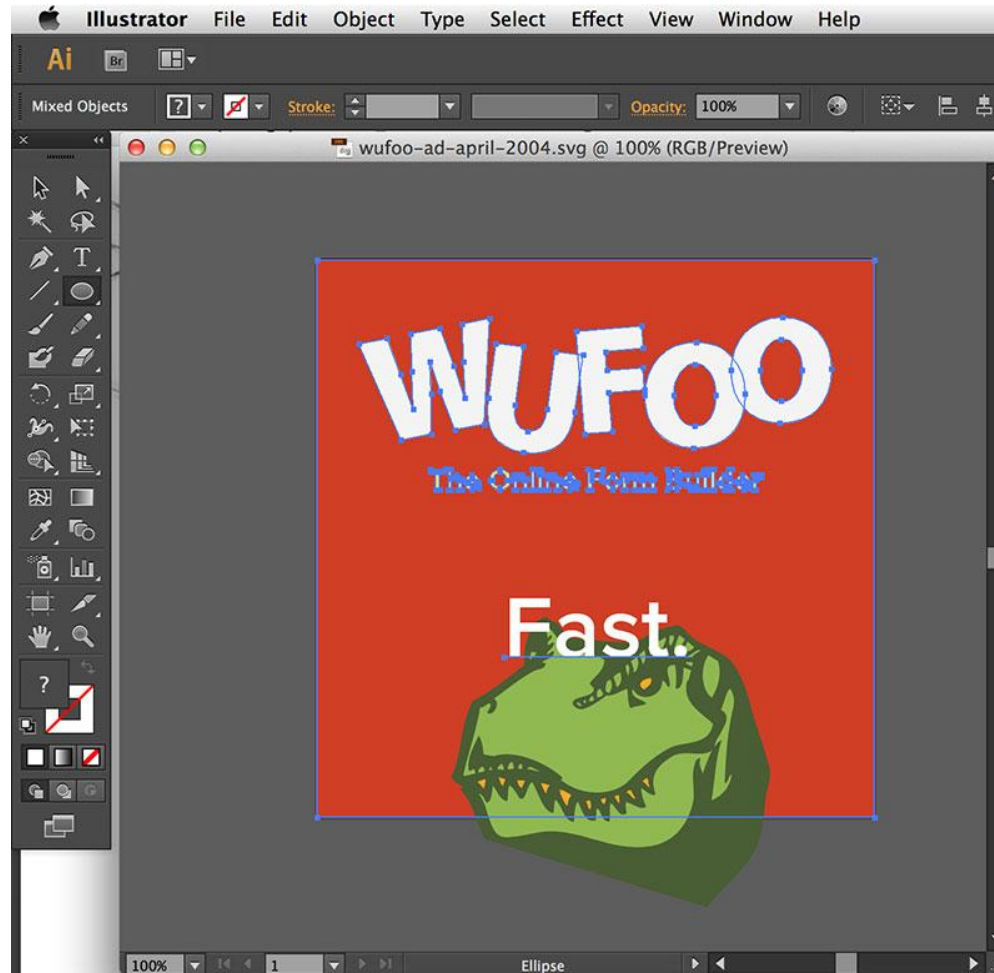 Illustrator File Edit Object Type Select Effect View Window Help
Ai Br
Mixed Objects ? Stroke: Opacity: 100%
wufoo-ad-april-2004.svg @ 100% (RGB/Preview)
T
WUFOO
The Online Form Builder
Fast.
?
100% 1 Ellipse